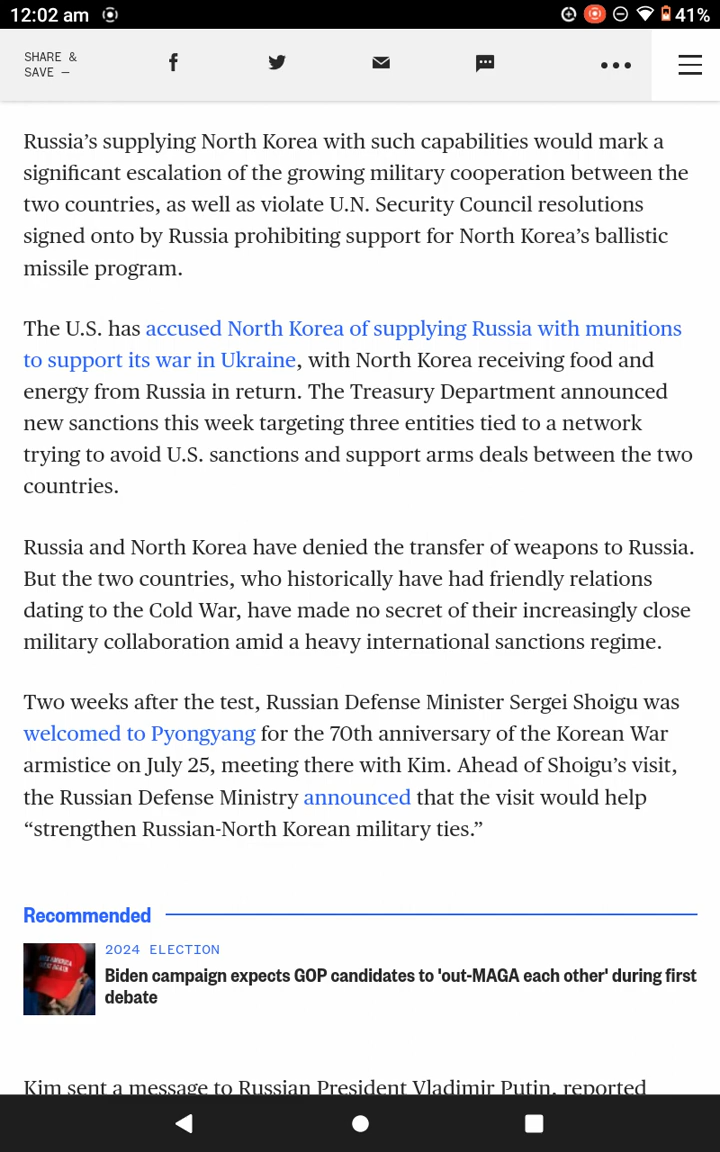 12:02 am
41%
SHARE &
SAVE —
Russia’s supplying North Korea with such capabilities would mark a
significant escalation of the growing military cooperation between the
two countries, as well as violate U.N. Security Council resolutions
signed onto by Russia prohibiting support for North Korea’s ballistic
missile program.
The U.S. has accused North Korea of supplying Russia with munitions
to support its war in Ukraine, with North Korea receiving food and
energy from Russia in return. The Treasury Department announced
new sanctions this week targeting three entities tied to a network
trying to avoid U.S. sanctions and support arms deals between the two
countries.
Russia and North Korea have denied the transfer of weapons to Russia.
But the two countries, who historically have had friendly relations
dating to the Cold War, have made no secret of their increasingly close
military collaboration amid a heavy international sanctions regime.
Two weeks after the test, Russian Defense Minister Sergei Shoigu was
welcomed to Pyongyang for the 70th anniversary of the Korean War
armistice on July 25, meeting there with Kim. Ahead of Shoigu’s visit,
the Russian Defense Ministry announced that the visit would help
“strengthen Russian-North Korean military ties.”
Recommended
2024 ELECTION
Biden campaign expects GOP candidates to 'out-MAGA each other' during first
debate
Kim sent a message to Russian President Vladimir Putin, reported